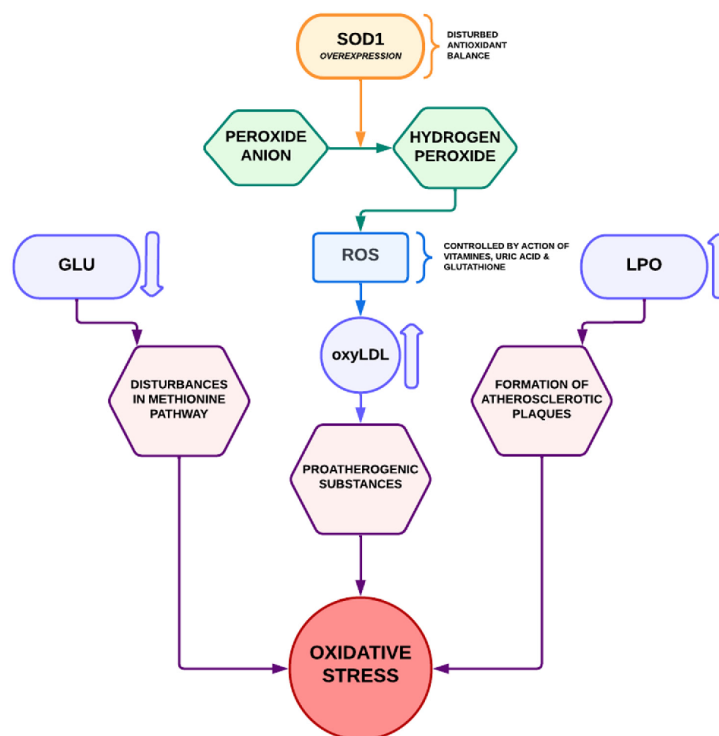 SOD1
OVEREXPRESSION
DISTURBED
ANTIOXIDANT
BALANCE
PEROXIDE
ANION
HYDROGEN
PEROXIDE
GLU
ROS
CONTROLLED BY ACTION OF
VITAMINES, URIC ACID &
GLUTATHIONE
LPO
oxyLDL
DISTURBANCES
IN METHIONINE
PATHWAY
FORMATION OF
ATHEROSCLEROTIC
PLAQUES
PROATHEROGENIC
SUBSTANCES
OXIDATIVE
STRESS